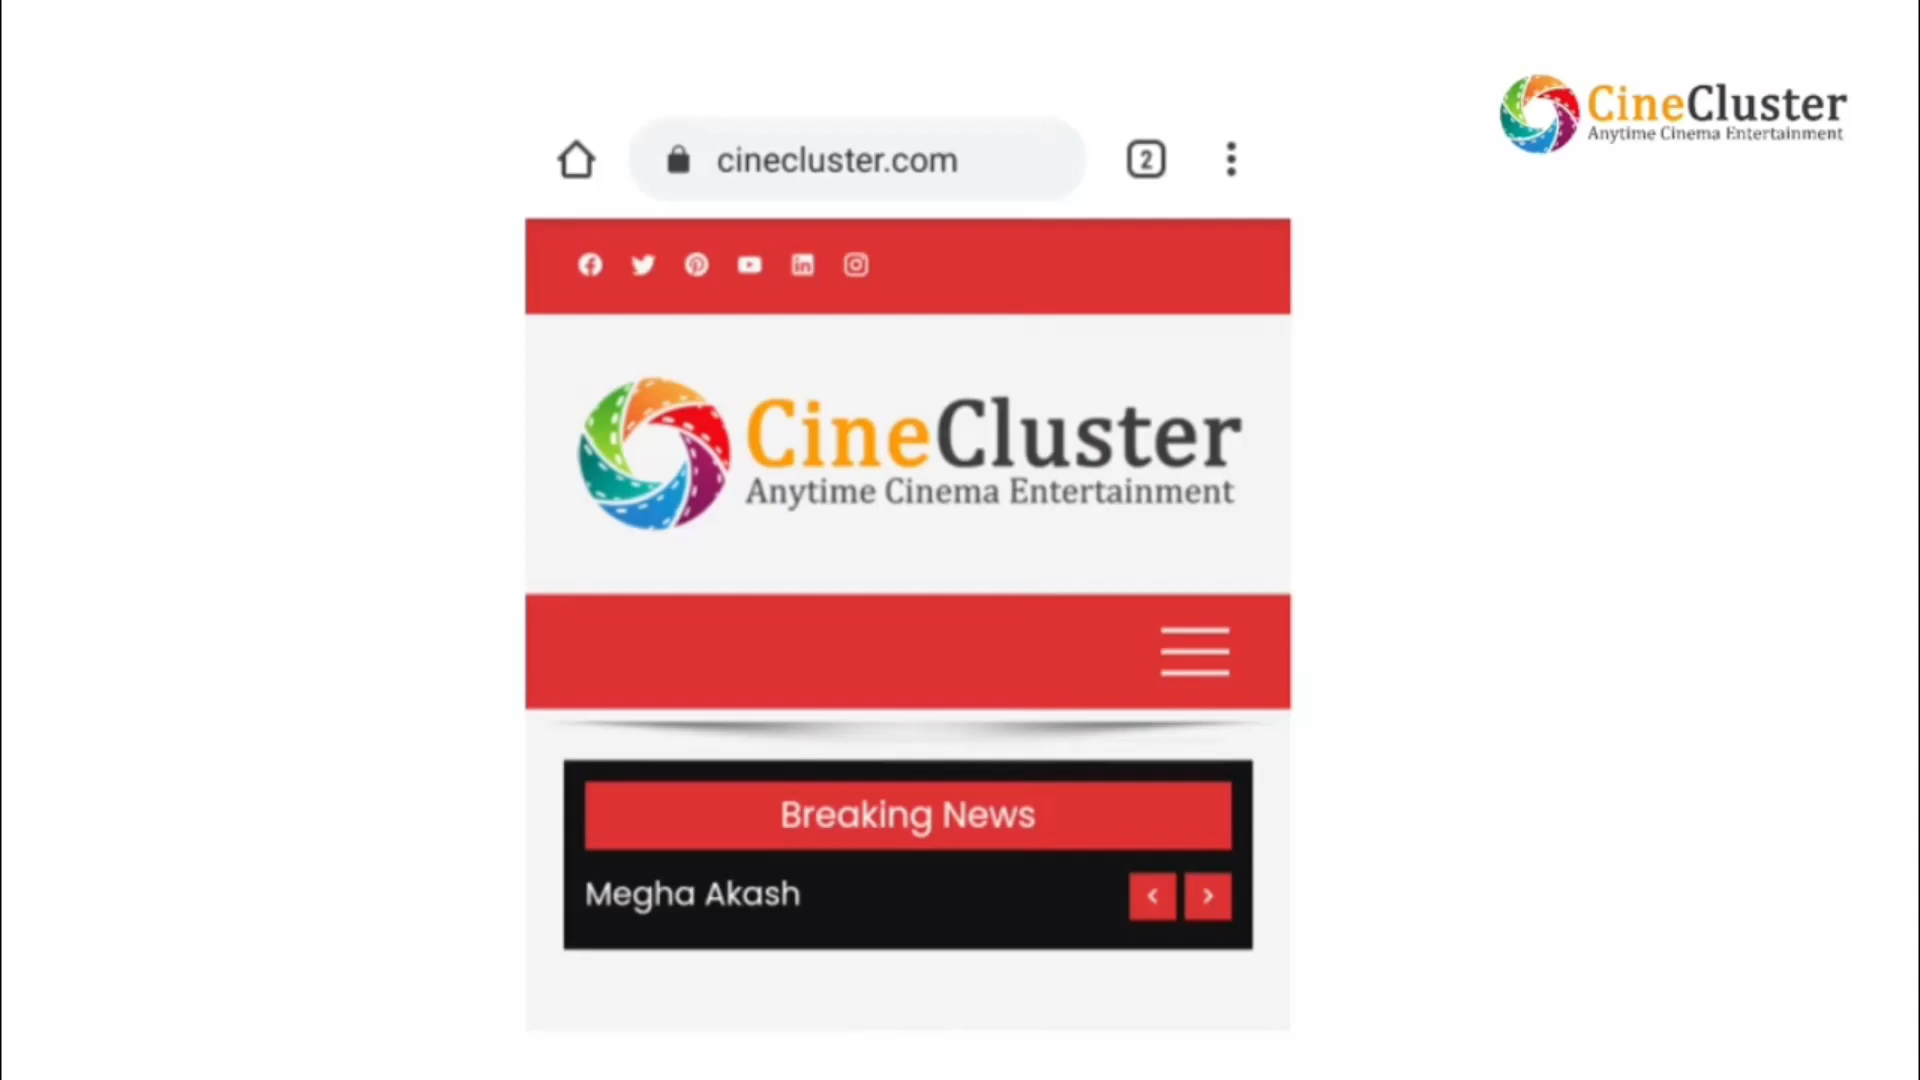 CineCluster
Anytime Cinema Entertainment
cinecluster.com
2
CineCluster
Anytime Cinema Entertainment
Breaking News
Megha Akash